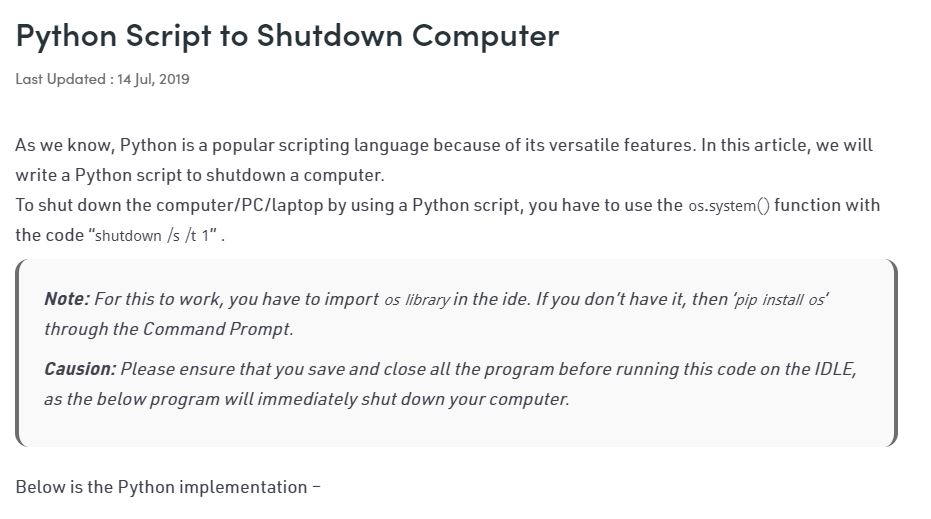 Python Script to Shutdown Computer
Last Updated : 14 Jul, 2019
As we know, Python is a popular scripting language because of its versatile features. In this article, we will
write a Python script to shutdown a computer.
To shut down the computer/PC/laptop by using a Python script, you have to use the os.system() function with
the code “shutdown /s /t 1” .
Note: For this to work, you have to import os library in the ide. If you don’t have it, then ‘pip install os‘
through the Command Prompt.
Causion: Please ensure that you save and close all the program before running this code on the IDLE,
as the below program will immediately shut down your computer.
Below is the Python implementation –